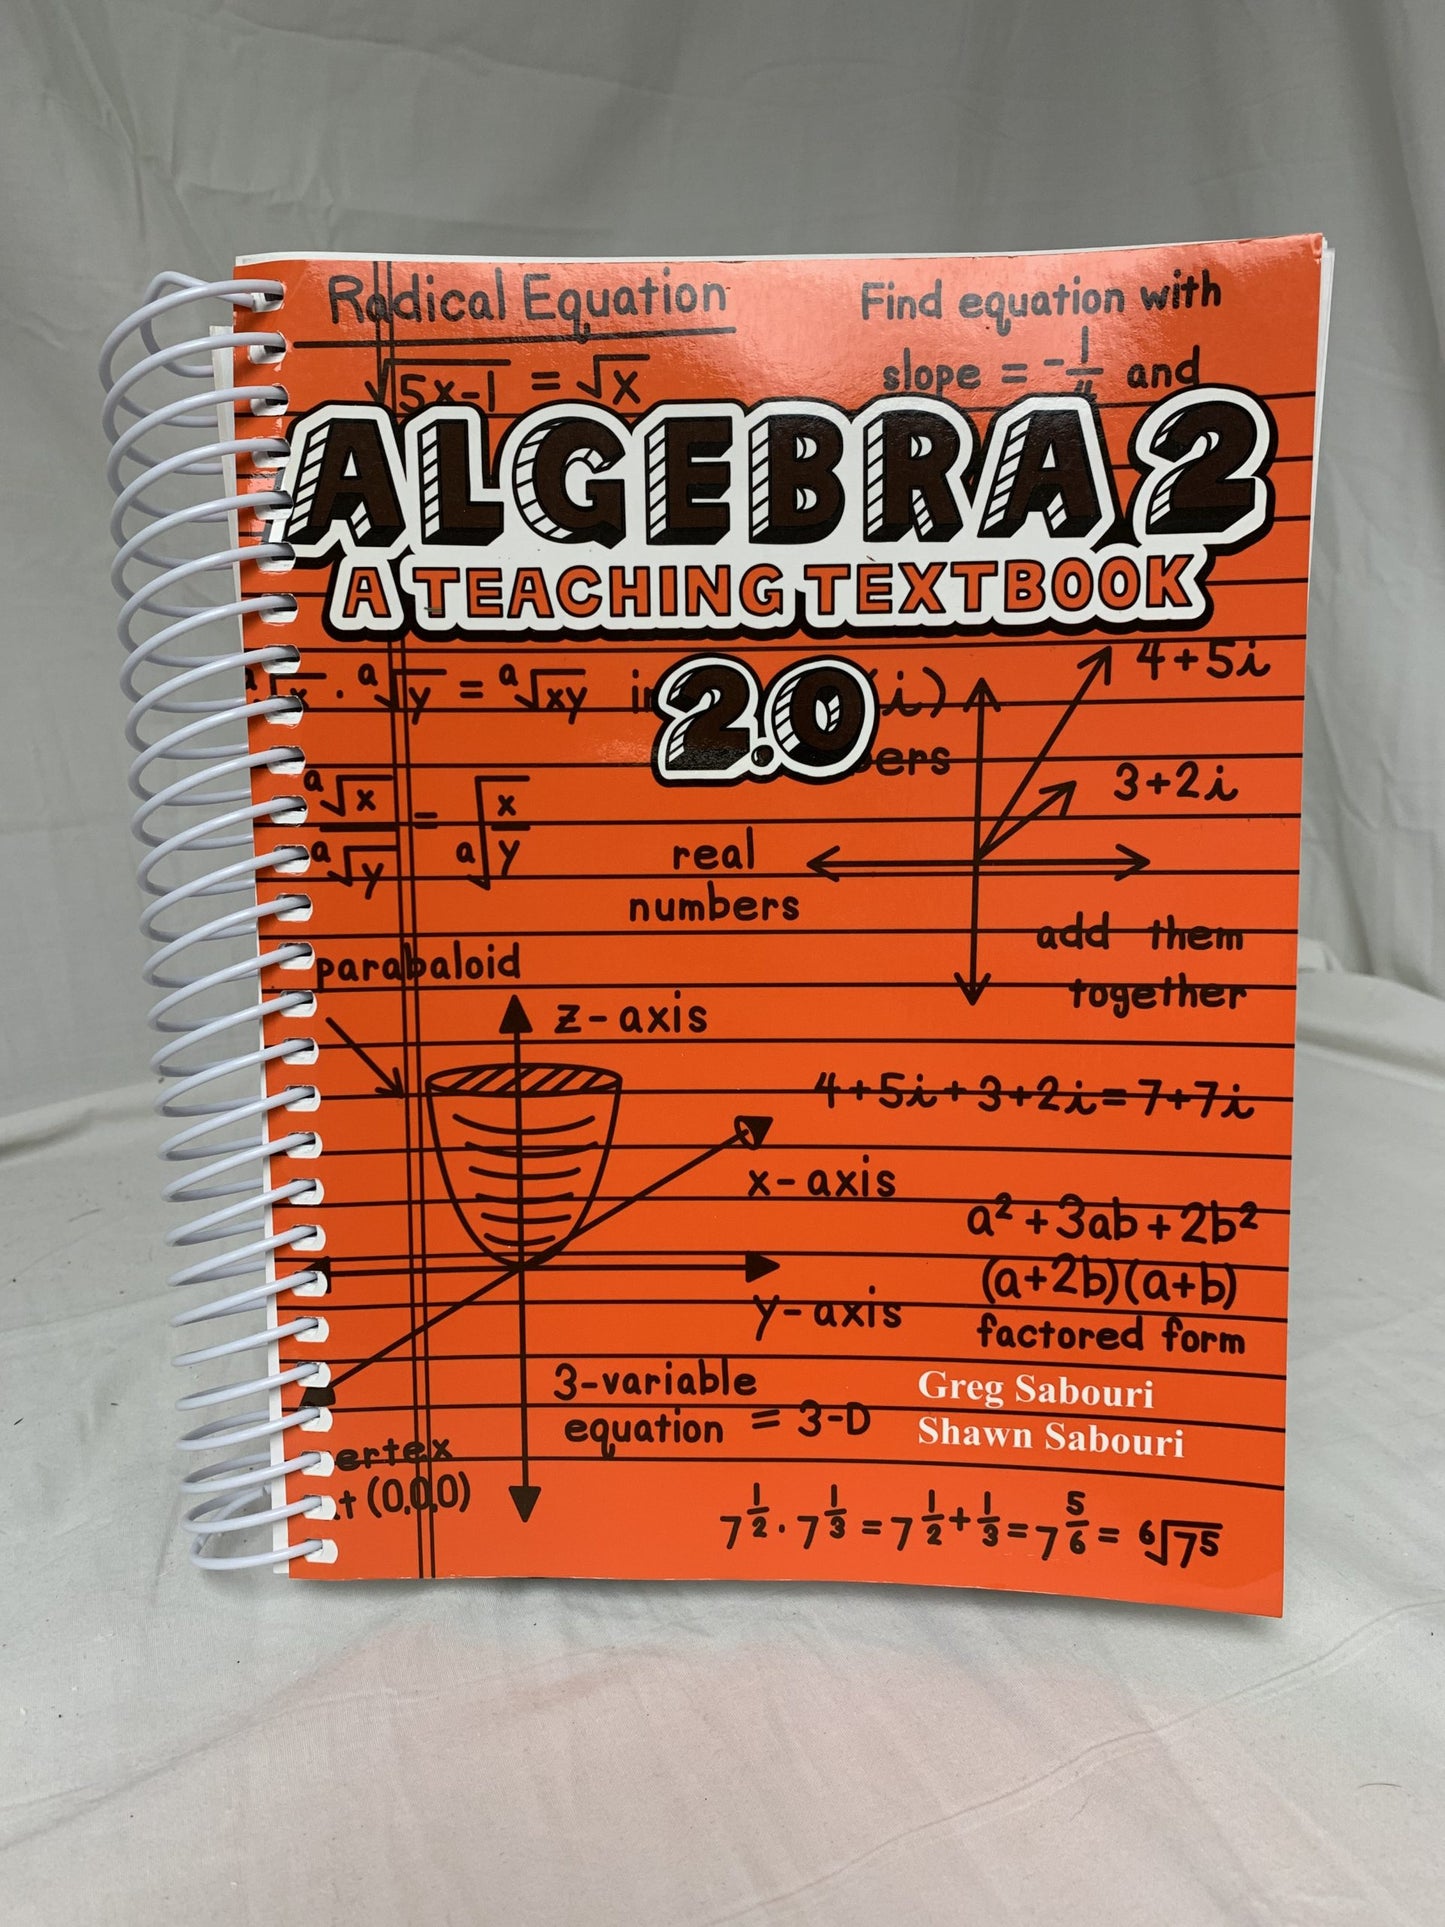 Radical Equation
√5x-1 = √x
Find equation with
slope = -1/4 and
ALGEBRA 2
A TEACHING TEXTBOOK
2.0
ᵃ√x · ᵃ√y = ᵃ√xy
(i)
4+5i
3+2i
ᵃ√x / ᵃ√y = ᵃ√x/y
real
numbers
add them
together
parabaloid
z-axis
4+5i+3+2i=7+7i
x-axis
a²+3ab+2b²
(a+2b)(a+b)
factored form
y-axis
3-variable
equation = 3-D
Greg Sabouri
Shawn Sabouri
(0,0,0)
7^1/2 · 7^1/3 = 7^1/2+1/3 = 7^5/6 = ⁶√7⁵